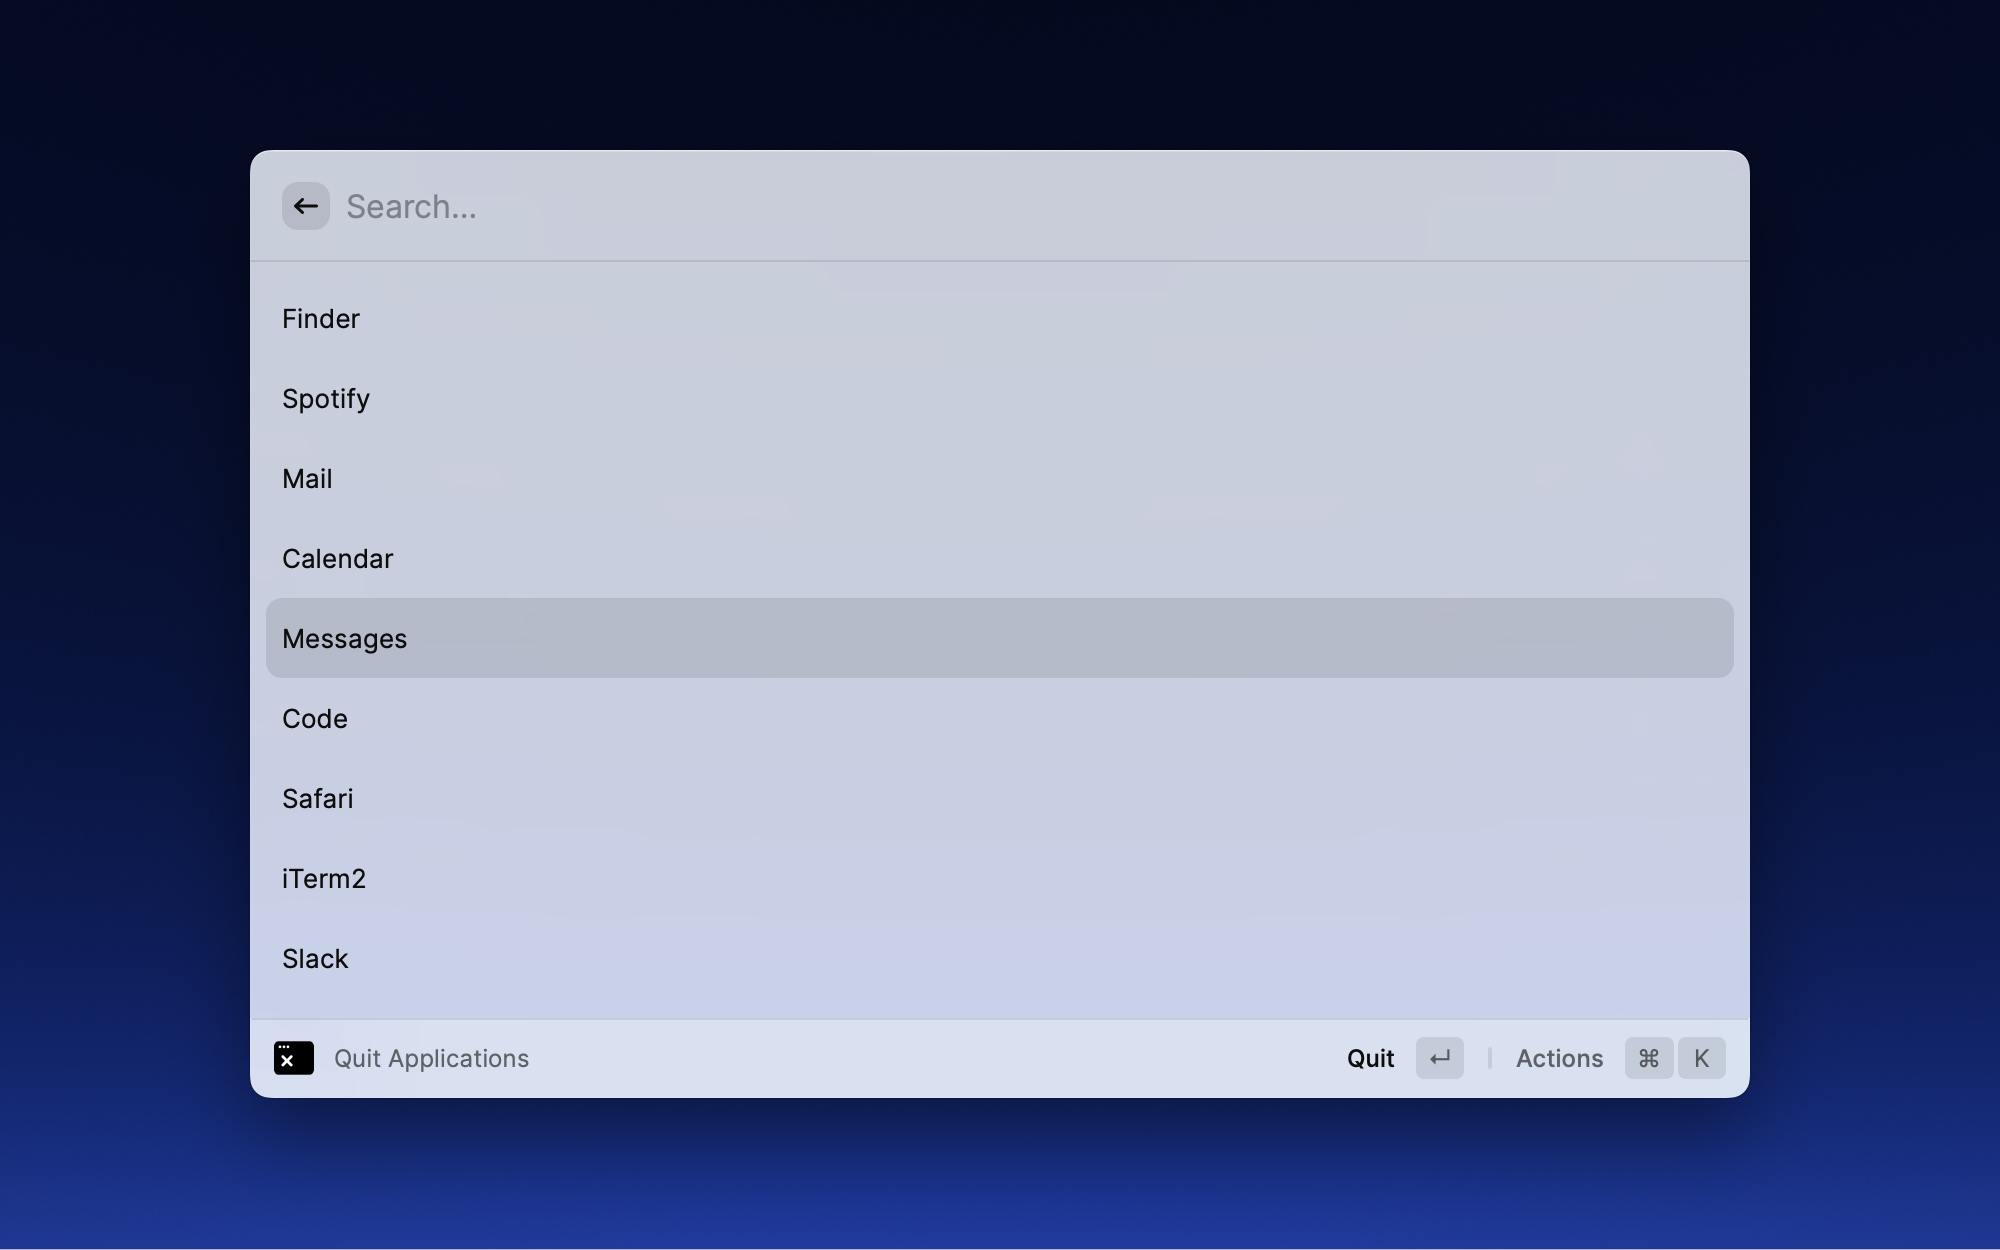 Search...
Finder
Spotify
Mail
Calendar
Messages
Code
Safari
iTerm2
Slack
Quit Applications
Quit ↵ | Actions ⌘ K